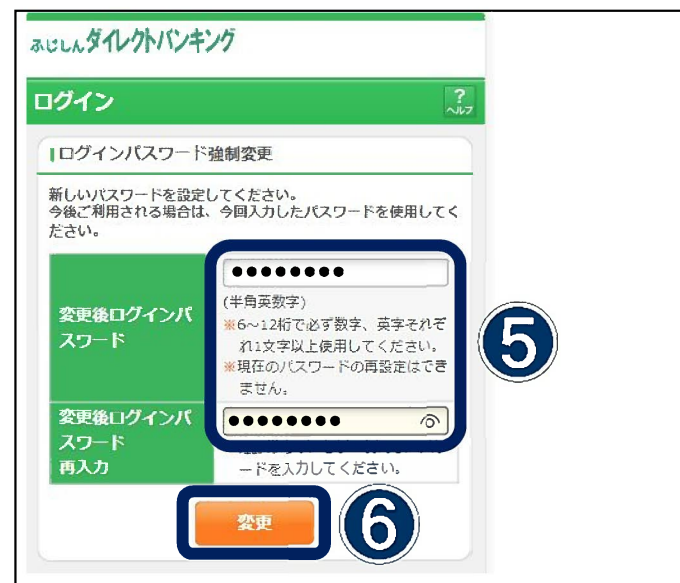 ふじしんダイレクトバンキング
ログイン
?
ヘルプ
ログインパスワード強制変更
新しいパスワードを設定してください。
今後ご利用される場合は、今回入力したパスワードを使用してく
ださい。
変更後ログインパ
スワード
●●●●●●●●
(半角英数字)
※6~12桁で必ず数字、英字それぞ
れ1文字以上使用してください。
※現在のパスワードの再設定はでき
ません。
5
変更後ログインパ
スワード
再入力
●●●●●●●●
ードを入力してください。
変更
6